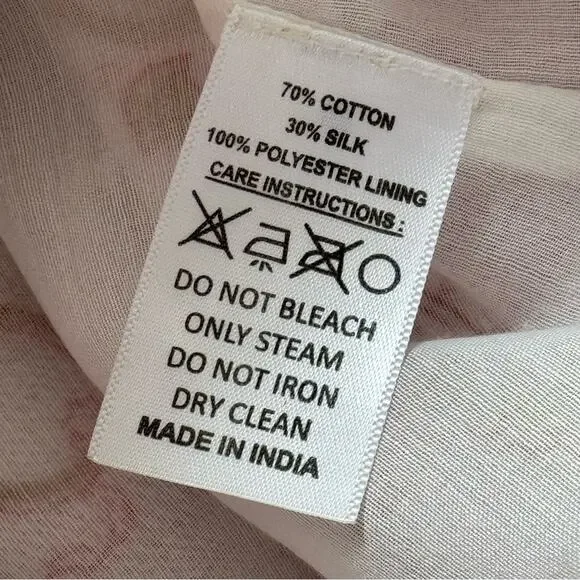 70% COTTON
30% SILK
100% POLYESTER LINING
CARE INSTRUCTIONS :
DO NOT BLEACH
ONLY STEAM
DO NOT IRON
DRY CLEAN
MADE IN INDIA